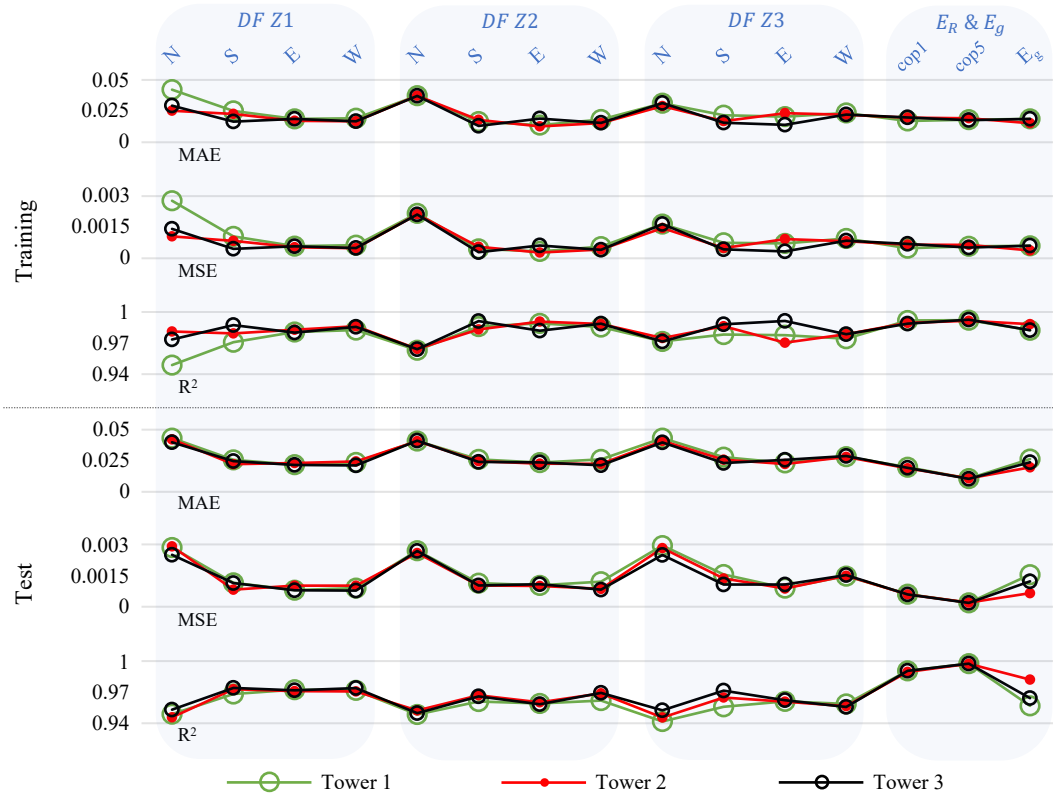 DF Z1 DF Z2 DF Z3 E_R & E_g
N S E W N S E W N S E W cop1 cop5 E_g
Training
0.05
0.025
0
MAE
0.003
0.0015
0
MSE
1
0.97
0.94
R²
Test
0.05
0.025
0
MAE
0.003
0.0015
0
MSE
1
0.97
0.94
R²
Tower 1 Tower 2 Tower 3